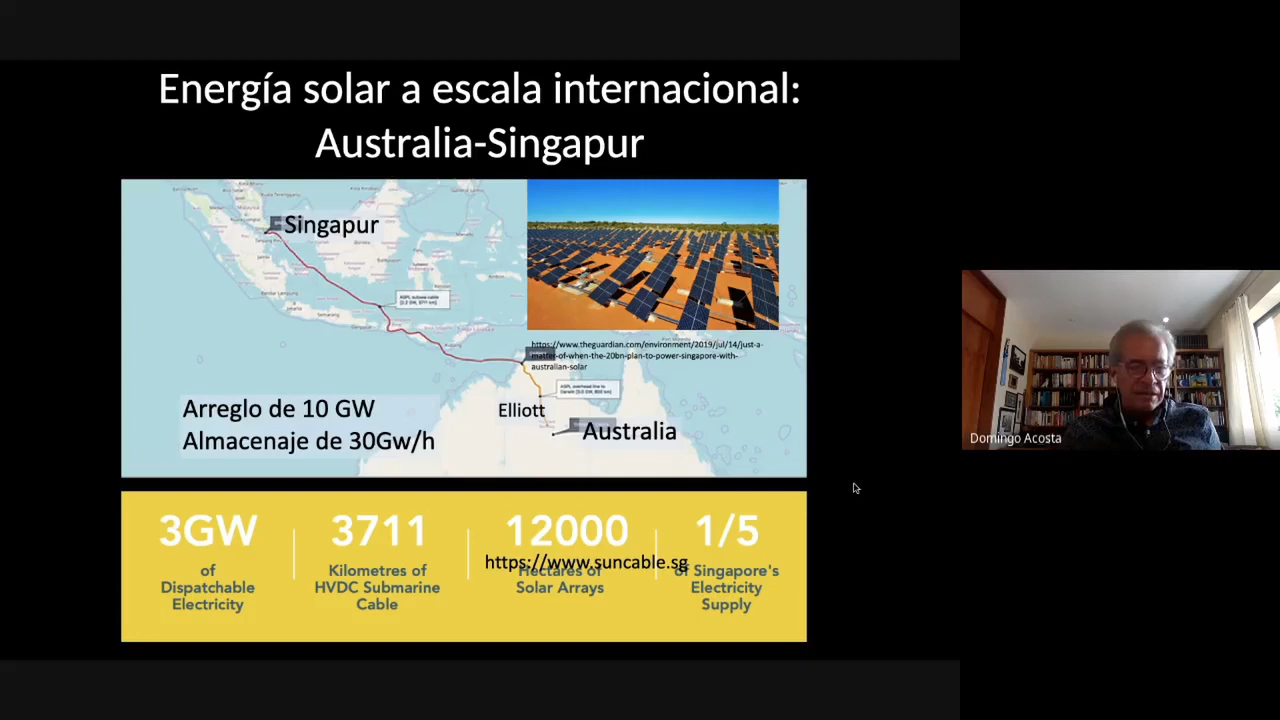 Energía solar a escala internacional:
Australia-Singapur
Singapur
https://www.theguardian.com/environment/2019/jul/14/just-a-
matter-of-when-the-20bn-plan-to-power-singapore-with-
australian-solar
Elliott
Australia
Arreglo de 10 GW
Almacenaje de 30Gw/h
3GW
of
Dispatchable
Electricity
3711
Kilometres of
HVDC Submarine
Cable
12000
https://www.suncable.sg
Hectares of
Solar Arrays
1/5
of Singapore's
Electricity
Supply
Domingo Acosta